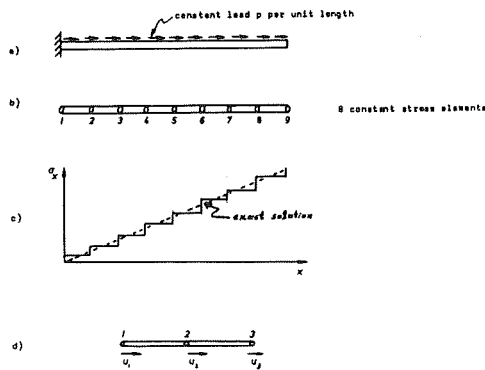 constant load p per unit length
a)
b)
1 2 3 4 5 6 7 8 9
8 constant stress elements
σx
c)
exact solution
x
d)
1 2 3
u1 u2 u3